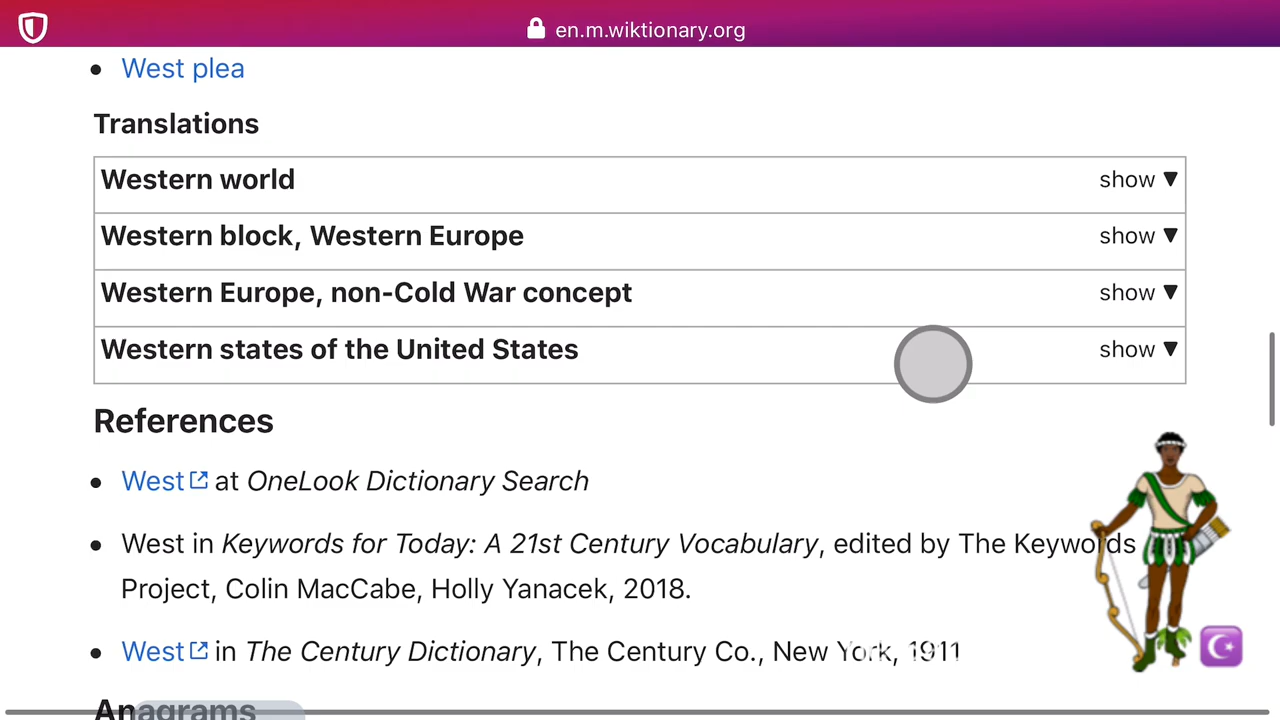 en.m.wiktionary.org
West plea
Translations
Western world show ▼
Western block, Western Europe show ▼
Western Europe, non-Cold War concept show ▼
Western states of the United States show ▼
References
West at OneLook Dictionary Search
West in Keywords for Today: A 21st Century Vocabulary, edited by The Keywords
Project, Colin MacCabe, Holly Yanacek, 2018.
West in The Century Dictionary, The Century Co., New York, 1911
Anagrams